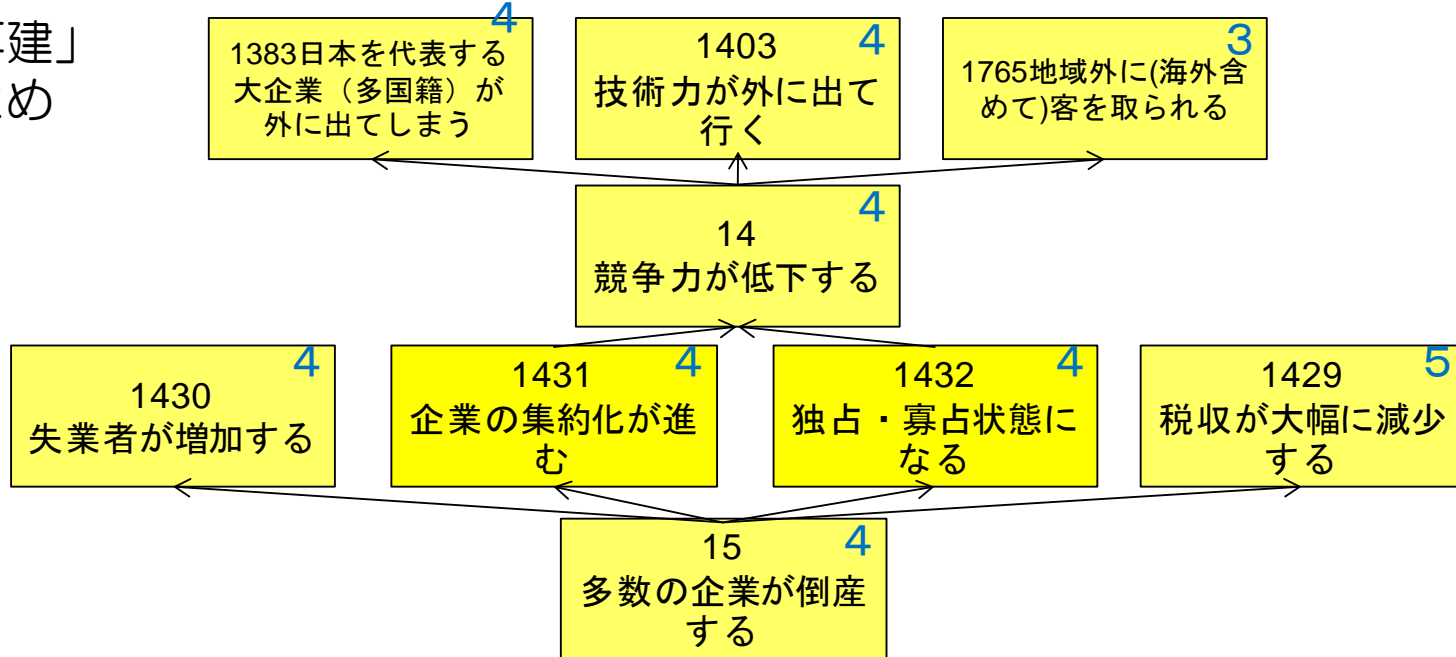 建」
め
4
1383日本を代表する
大企業（多国籍）が
外に出てしまう
4
1403
技術力が外に出て
行く
3
1765地域外に(海外含
めて)客を取られる
4
14
競争力が低下する
4
1430
失業者が増加する
4
1431
企業の集約化が進
む
4
1432
独占・寡占状態に
なる
5
1429
税収が大幅に減少
する
4
15
多数の企業が倒産
する